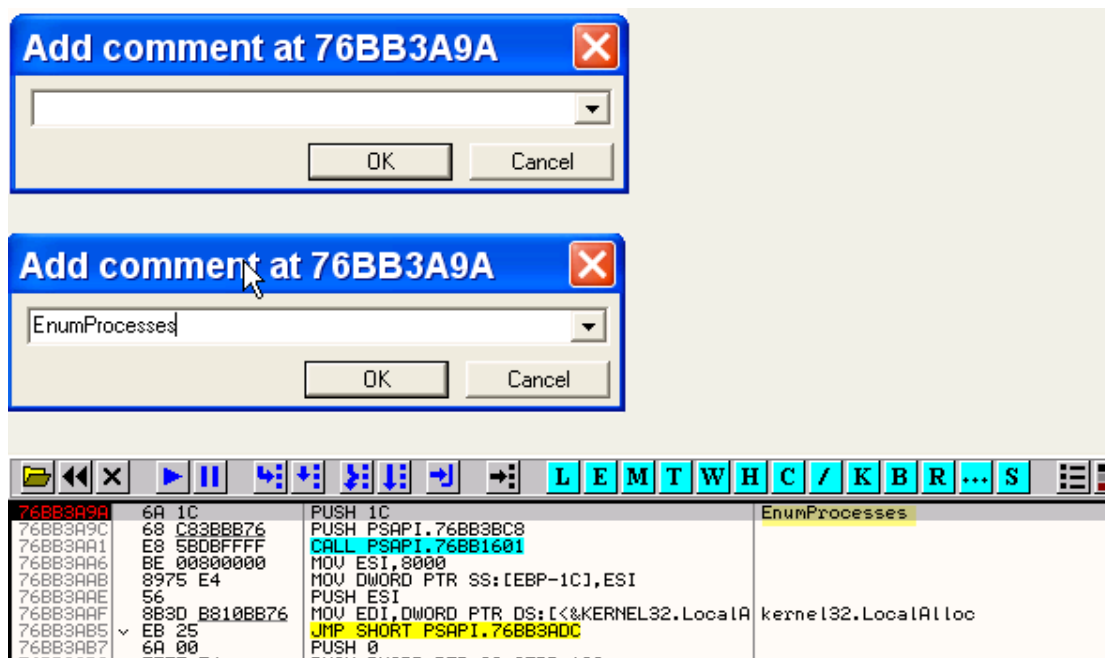 Add comment at 76BB3A9A
OK Cancel
Add comment at 76BB3A9A
EnumProcesses
OK Cancel
L E M T W H C / K B R ... S
76BB3A9A 6A 1C PUSH 1C EnumProcesses
76BB3A9C 68 C83BBB76 PUSH PSAPI.76BB3BC8
76BB3AA1 E8 5BDBFFFF CALL PSAPI.76BB1601
76BB3AA6 BE 00800000 MOV ESI,8000
76BB3AAB 8975 E4 MOV DWORD PTR SS:[EBP-1C],ESI
76BB3AAE 56 PUSH ESI
76BB3AAF 8B3D B810BB76 MOV EDI,DWORD PTR DS:[<&KERNEL32.LocalA kernel32.LocalAlloc
76BB3AB5 EB 25 JMP SHORT PSAPI.76BB3ADC
76BB3AB7 6A 00 PUSH 0